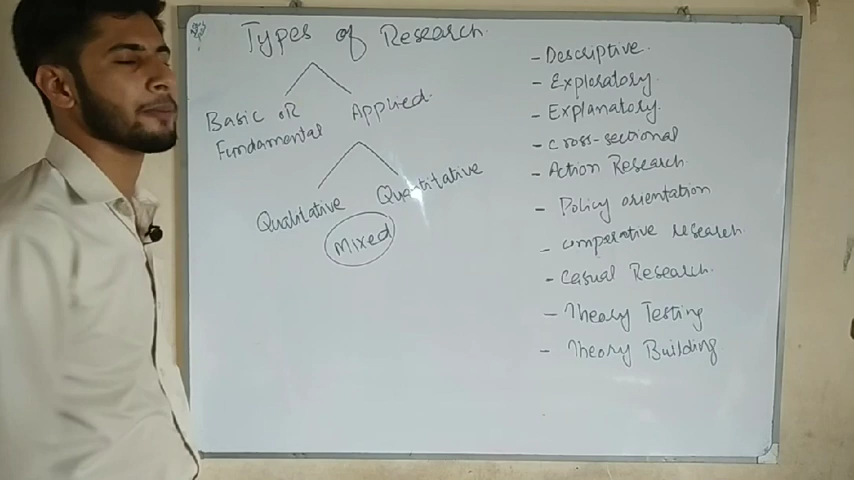 Types of Research.
Basic OR
Fundamental
Applied.
Qualitative
Quantitative
Mixed
- Descriptive.
- Exploratory.
- Explanatory.
- cross-sectional
- Action Research.
- Policy orientation
- comparative research.
- Casual Research.
- Theory Testing
- Theory Building